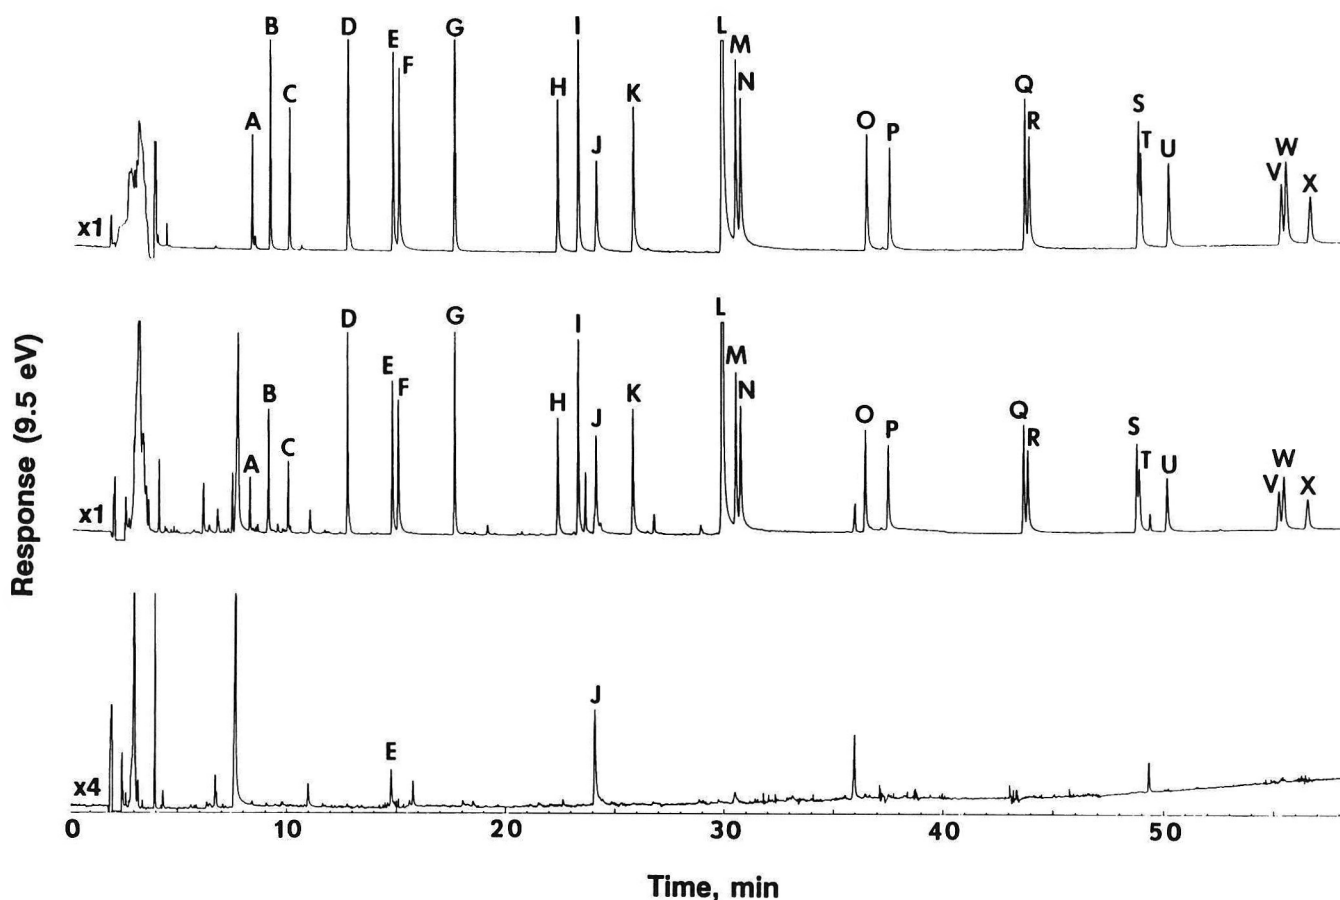 B D E F G I L M N
A C H J K O P Q R S T U V W X
x1
D G I L
B E F H J K M N
A C O P Q R S T U V W X
x1
J
E
x4
0 10 20 30 40 50
Time, min
Response (9.5 eV)